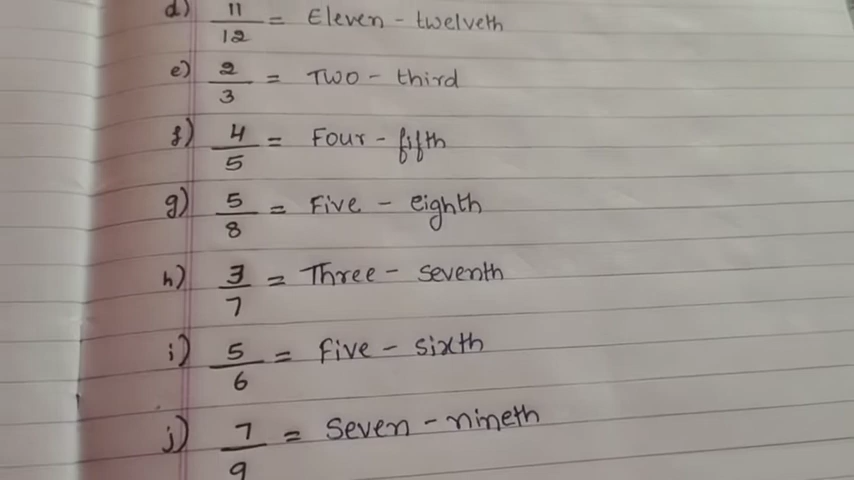 d) 11/12 = Eleven - twelveth
e) 2/3 = Two - third
f) 4/5 = Four - fifth
g) 5/8 = Five - eighth
h) 3/7 = Three - seventh
i) 5/6 = Five - sixth
j) 7/9 = Seven - nineth